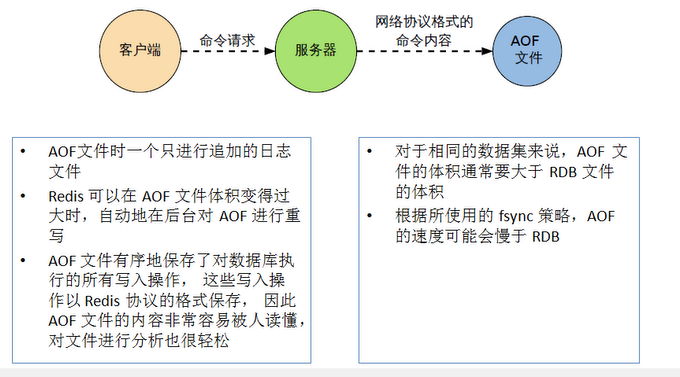 客户端
命令请求
服务器
网络协议格式的
命令内容
AOF
文件
• AOF文件时一个只进行追加的日志
文件
• Redis 可以在 AOF 文件体积变得过
大时，自动地在后台对 AOF 进行重
写
• AOF 文件有序地保存了对数据库执
行的所有写入操作， 这些写入操
作以 Redis 协议的格式保存， 因此
AOF 文件的内容非常容易被人读懂，
对文件进行分析也很轻松
• 对于相同的数据集来说，AOF 文
件的体积通常要大于 RDB 文件
的体积
• 根据所使用的 fsync 策略，AOF
的速度可能会慢于 RDB